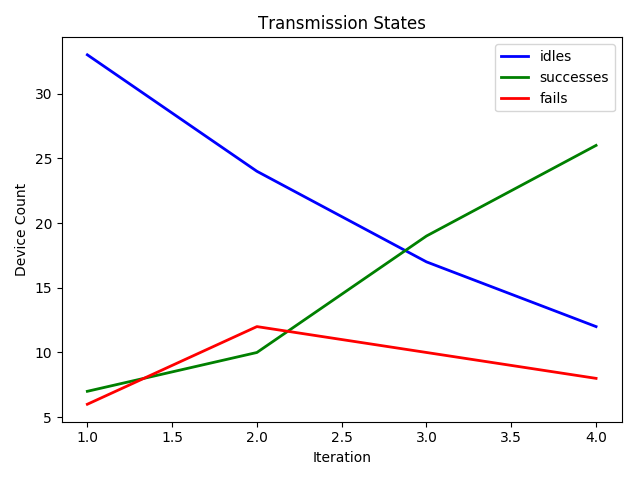 Transmission States
idles
successes
fails
Device Count
30
25
20
15
10
5
1.0 1.5 2.0 2.5 3.0 3.5 4.0
Iteration